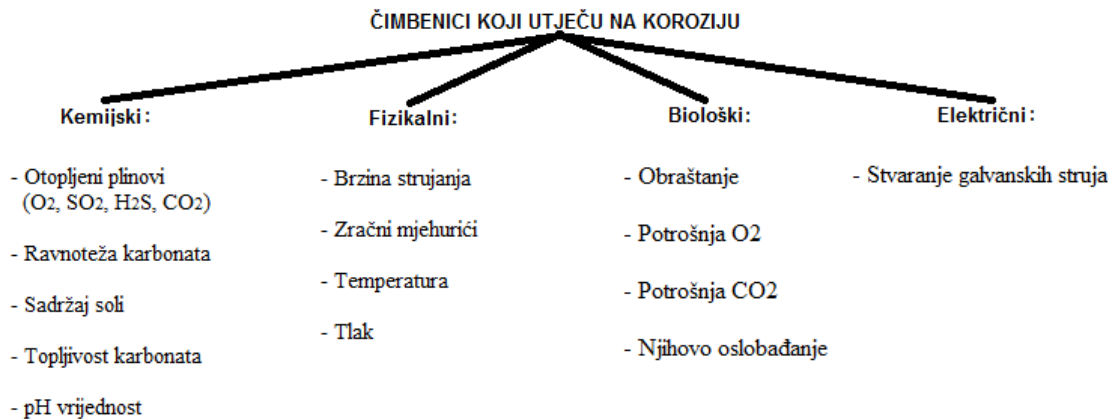 ČIMBENICI KOJI UTJEČU NA KOROZIJU
Kemijski:
- Otopljeni plinovi
(O2, SO2, H2S, CO2)
- Ravnoteža karbonata
- Sadržaj soli
- Topljivost karbonata
- pH vrijednost
Fizikalni:
- Brzina strujanja
- Zračni mjehurići
- Temperatura
- Tlak
Biološki:
- Obraštanje
- Potrošnja O2
- Potrošnja CO2
- Njihovo oslobađanje
Električni:
- Stvaranje galvanskih struja